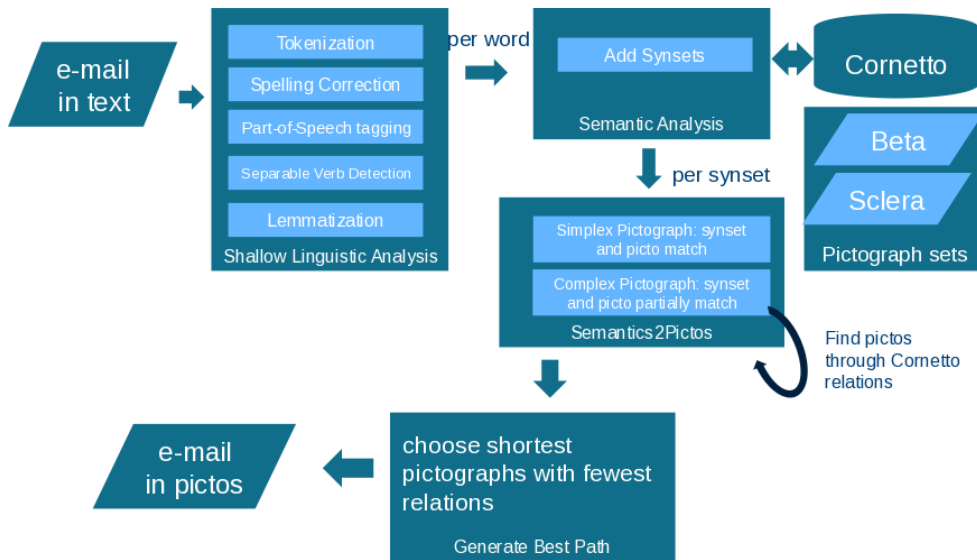 e-mail
in text
Tokenization
Spelling Correction
Part-of-Speech tagging
Separable Verb Detection
Lemmatization
Shallow Linguistic Analysis
per word
Add Synsets
Semantic Analysis
Cornetto
Beta
Sclera
Pictograph sets
per synset
Simplex Pictograph: synset
and picto match
Complex Pictograph: synset
and picto partially match
Semantics2Pictos
Find pictos
through Cornetto
relations
choose shortest
pictographs with fewest
relations
Generate Best Path
e-mail
in pictos